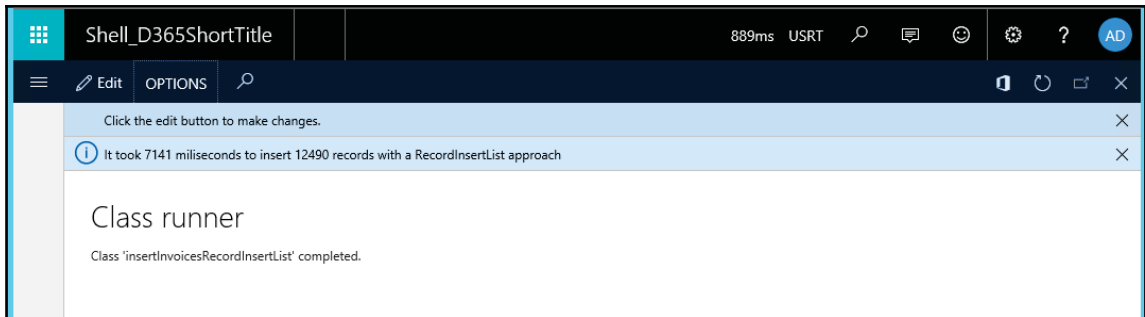 Shell_D365ShortTitle 889ms USRT ? AD
Edit OPTIONS
Click the edit button to make changes.
It took 7141 miliseconds to insert 12490 records with a RecordInsertList approach
Class runner
Class 'insertInvoicesRecordInsertList' completed.